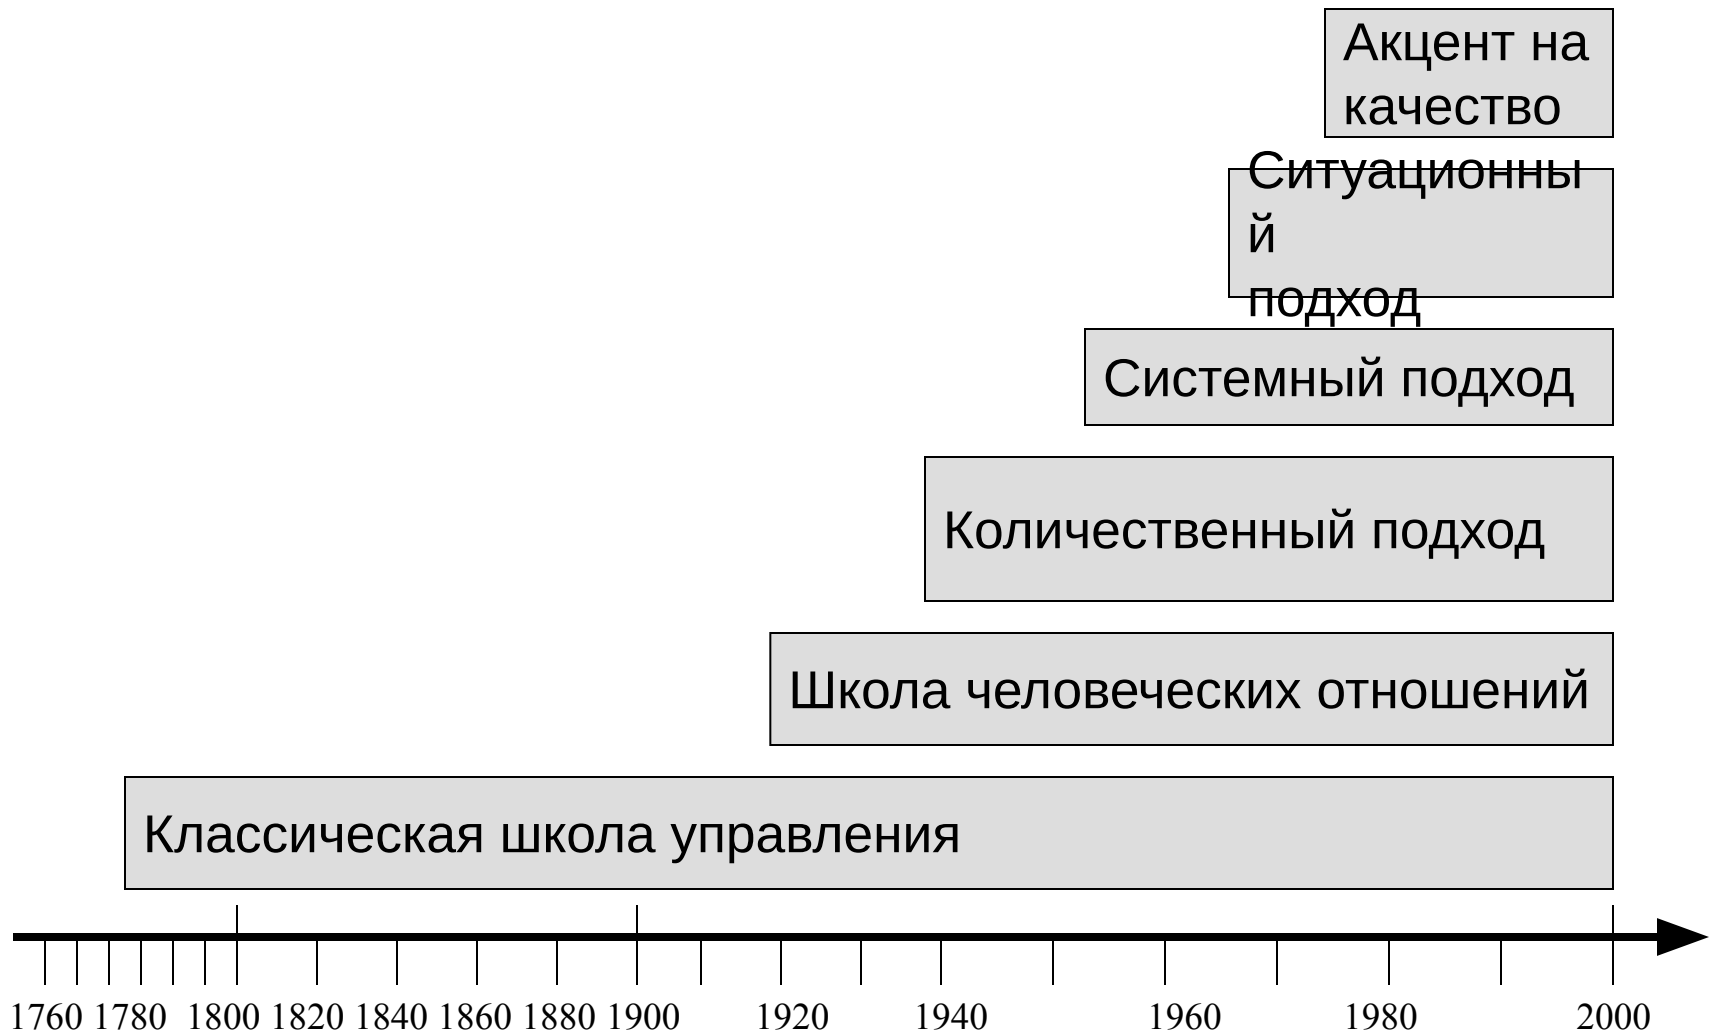 Акцент на
качество
Ситуационны
й
подход
Системный подход
Количественный подход
Школа человеческих отношений
Классическая школа управления
1760 1780 1800 1820 1840 1860 1880 1900 1920 1940 1960 1980 2000